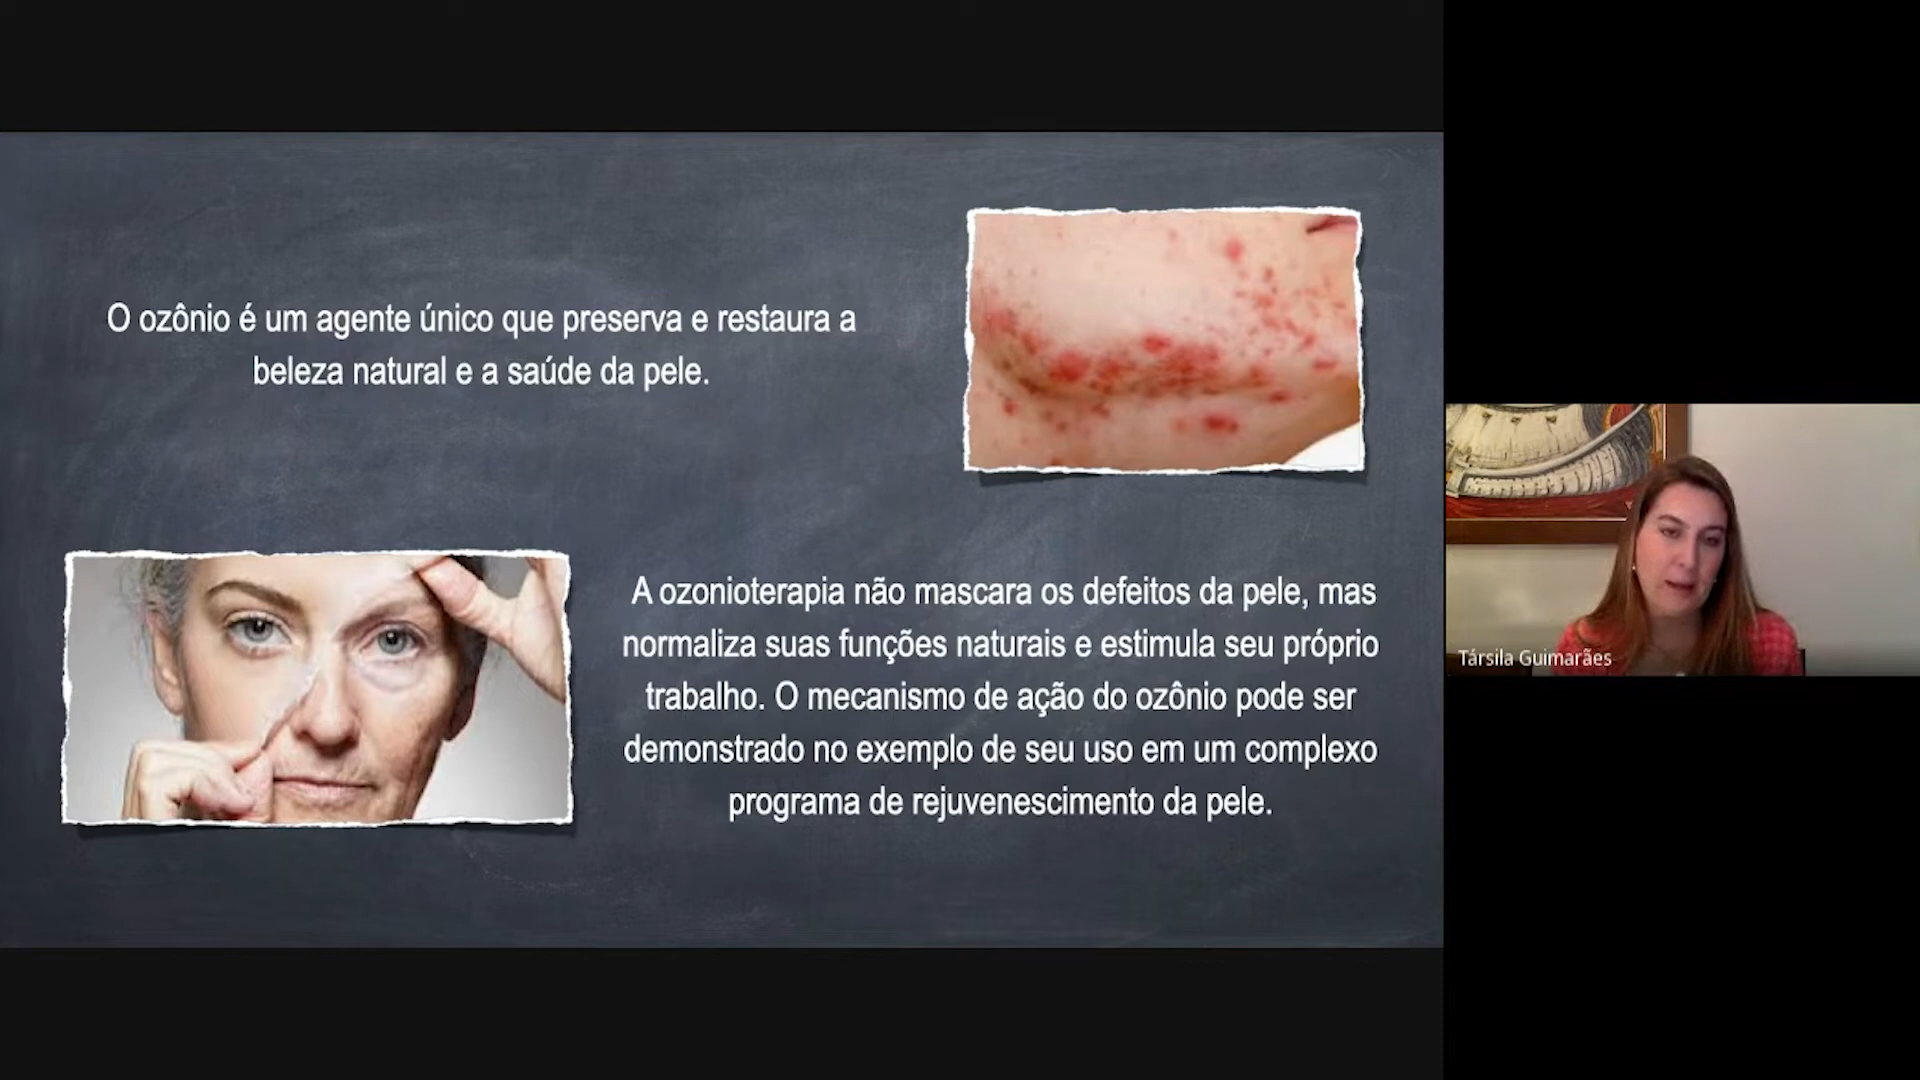 O ozônio é um agente único que preserva e restaura a
beleza natural e a saúde da pele.
A ozonioterapia não mascara os defeitos da pele, mas
normaliza suas funções naturais e estimula seu próprio
trabalho. O mecanismo de ação do ozônio pode ser
demonstrado no exemplo de seu uso em um complexo
programa de rejuvenescimento da pele.
Társila Guimarães